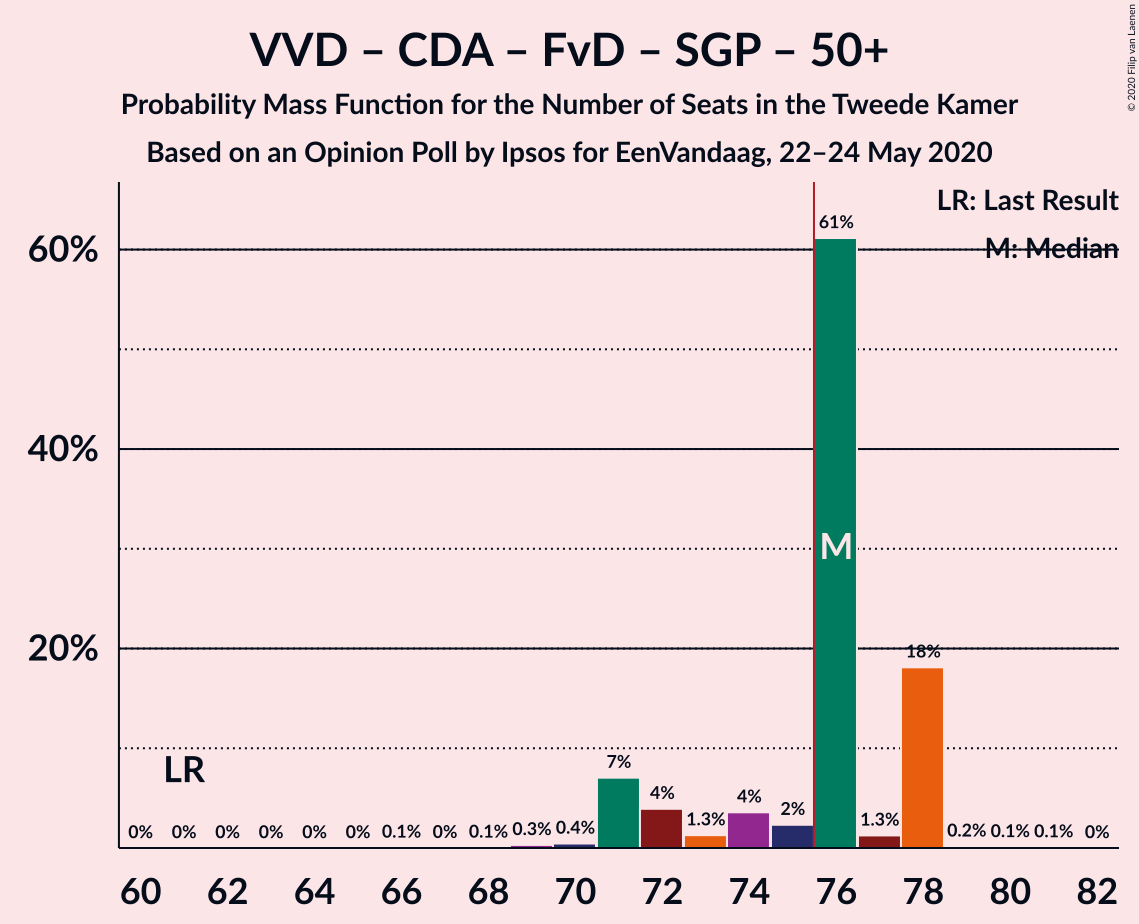 VVD – CDA – FvD – SGP – 50+
Probability Mass Function for the Number of Seats in the Tweede Kamer
Based on an Opinion Poll by Ipsos for EenVandaag, 22–24 May 2020
© 2020 Filip van Laenen
LR: Last Result
M: Median
60%
40%
20%
61%
M
18%
LR
7%
4%
1.3%
4%
2%
1.3%
0% 0% 0% 0% 0% 0% 0.1% 0% 0.1% 0.3% 0.4% 0.2% 0.1% 0.1% 0%
60 62 64 66 68 70 72 74 76 78 80 82